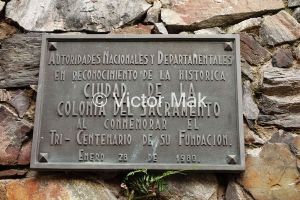 Autoridades Nacionales y Departamentales
en reconocimiento de la historica
Ciudad de la
Colonia del Sacramento
al conmemorar el
Tri-Centenario de su Fundacion.
Enero 28 de 1980.
© Victor Mak